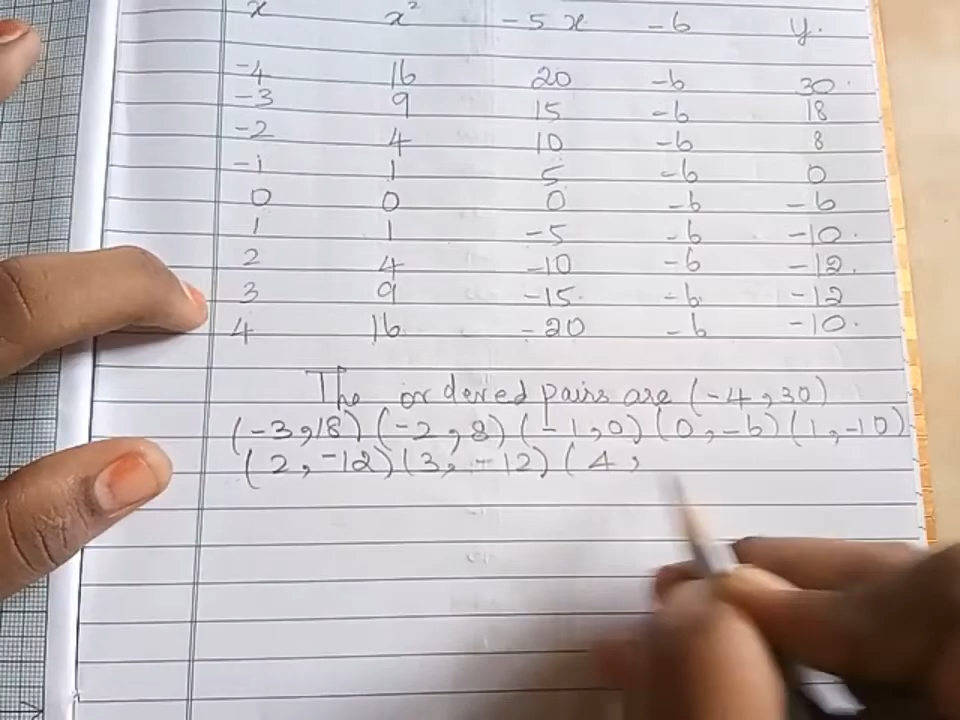 x x² -5x -6 y.
-4 16 20 -6 30.
-3 9 15 -6 18
-2 4 10 -6 8
-1 1 5 -6 0
0 0 0 -6 -6
1 1 -5 -6 -10.
2 4 -10 -6 -12.
3 9 -15. -6. -12
4 16. -20 -6 -10.
The ordered pairs are (-4,30)
(-3,18) (-2,8) (-1,0) (0,-6) (1,-10)
(2,-12) (3,-12) (4,